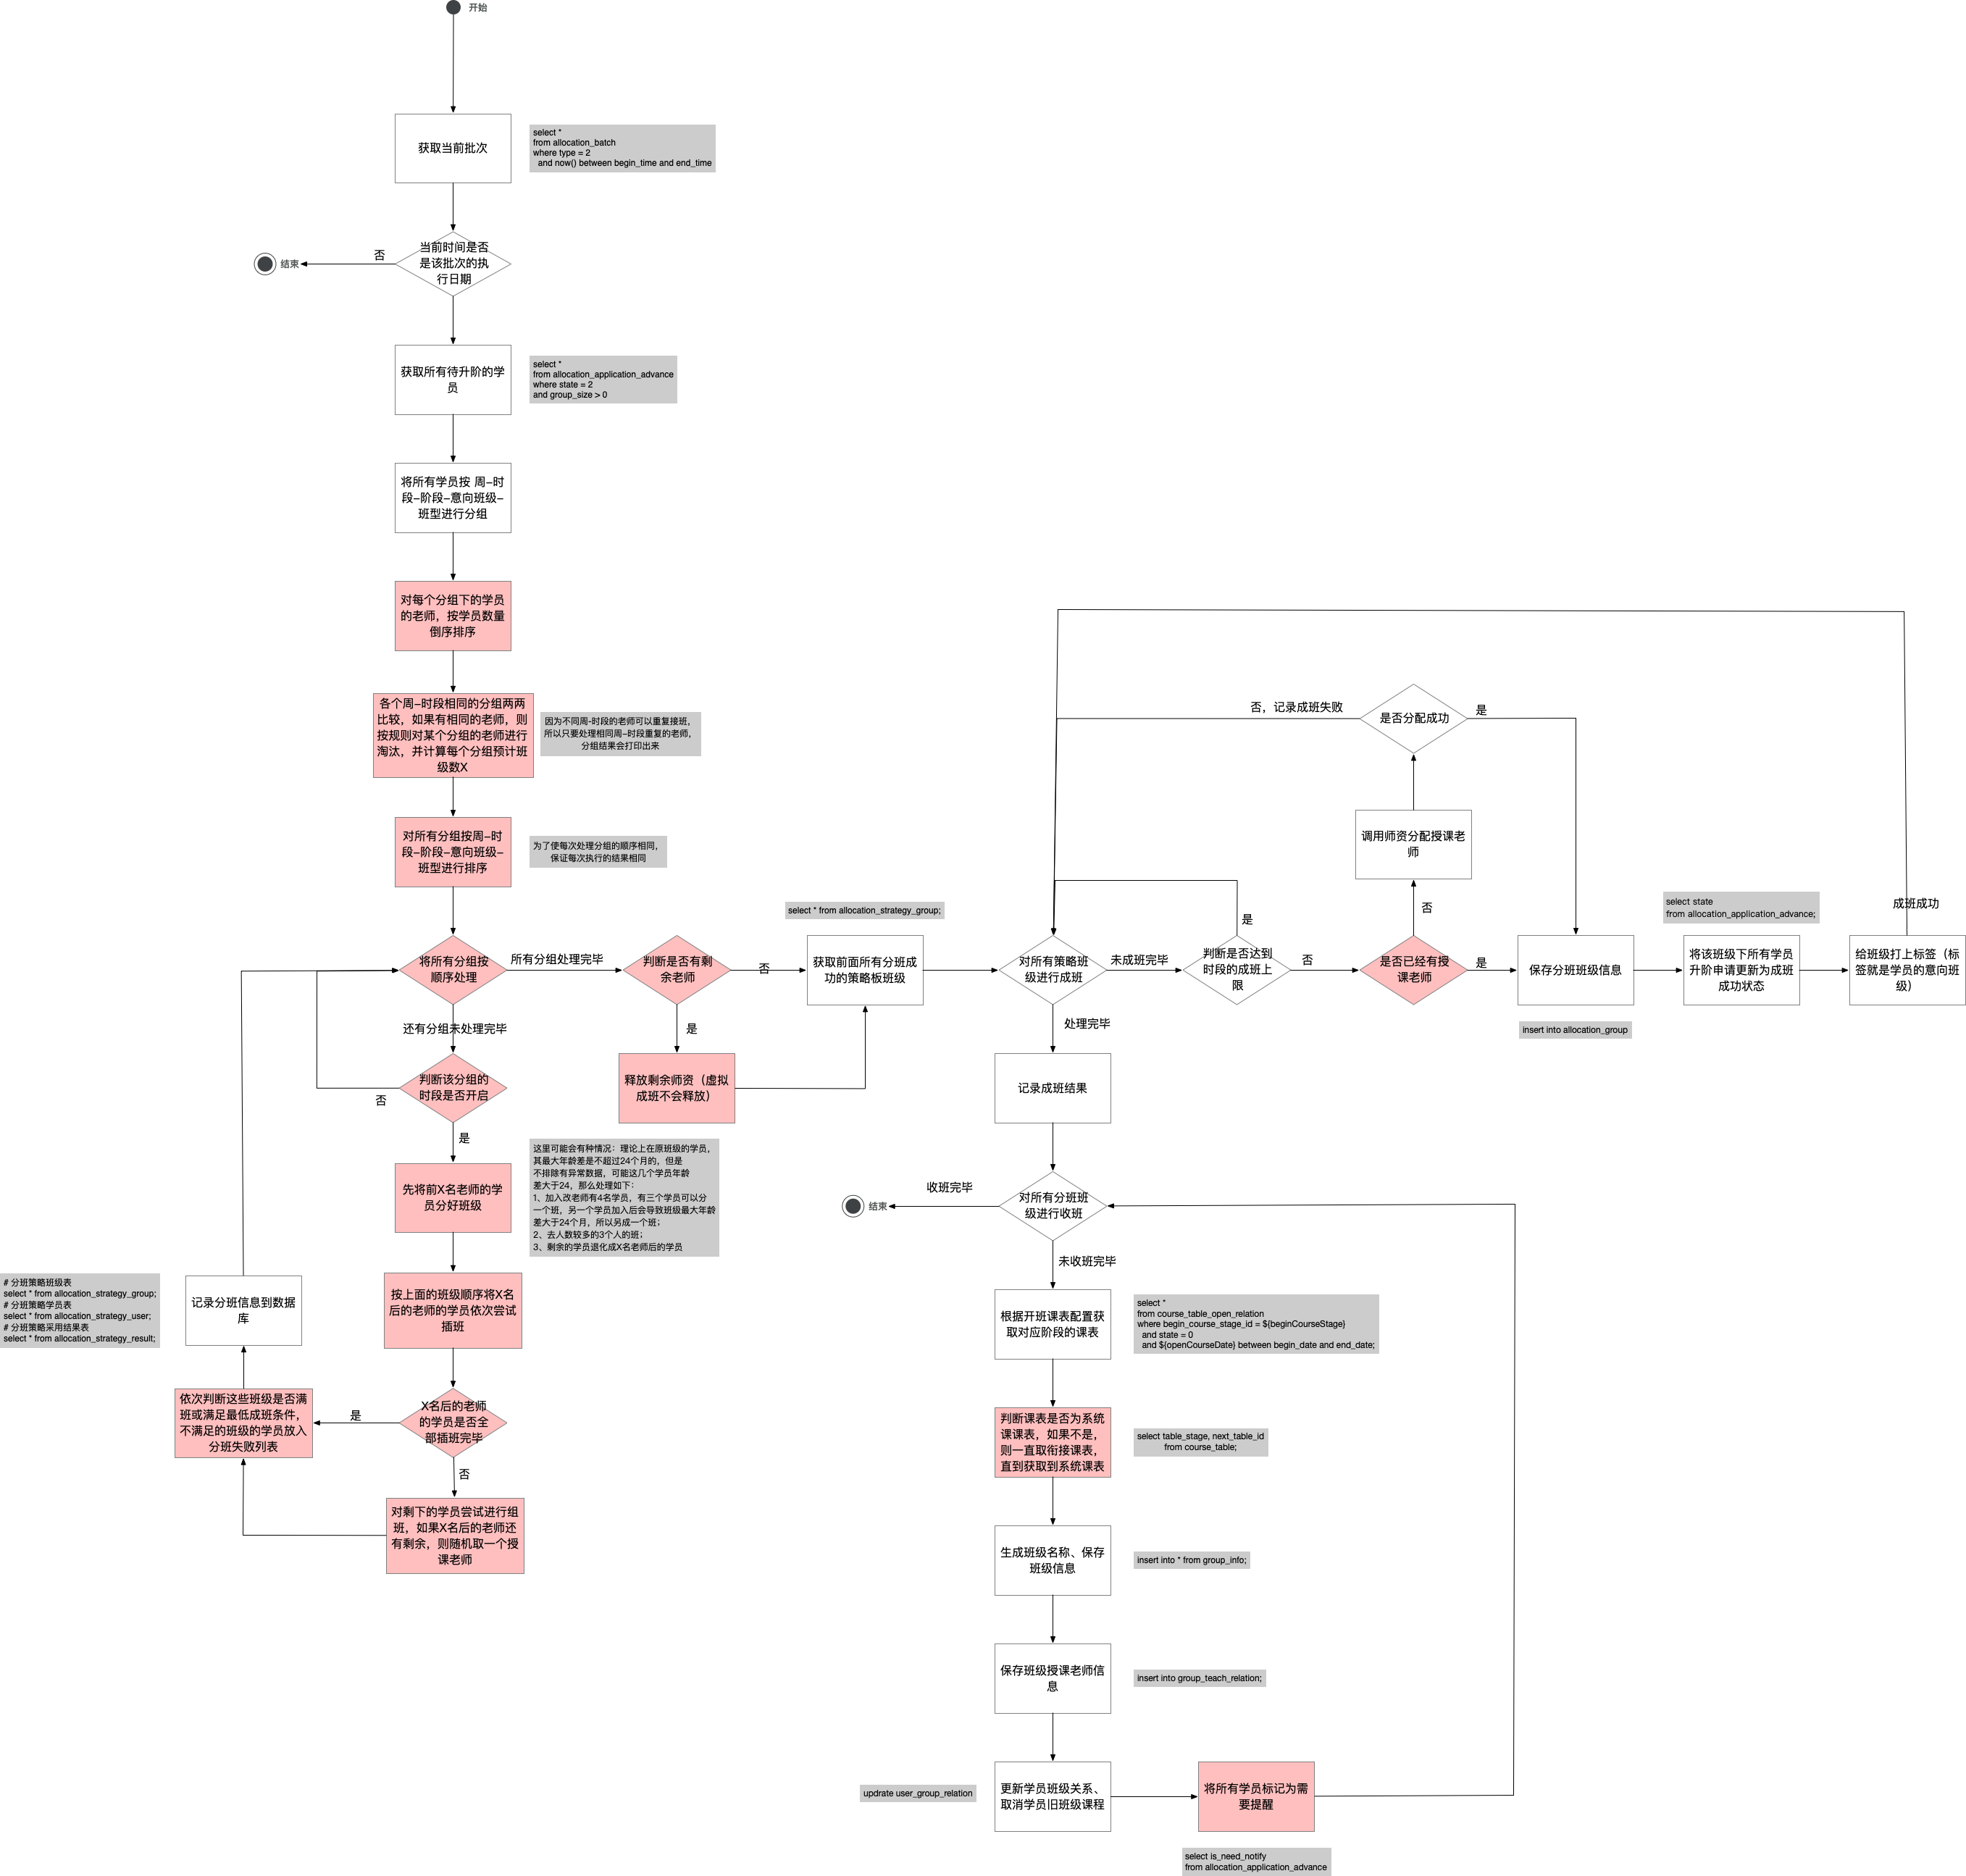 开始
获取当前批次
select *
from allocation_batch
where type = 2
and now() between begin_time and end_time
当前时间是否
是该批次的执
行日期
否
结束
获取所有待升阶的学
员
select *
from allocation_application_advance
where state = 2
and group_size > 0
将所有学员按 周-时
段-阶段-意向班级-
班型进行分组
对每个分组下的学员
的老师，按学员数量
倒序排序
各个周-时段相同的分组两两
比较，如果有相同的老师，则
按规则对某个分组的老师进行
淘汰，并计算每个分组预计班
级数X
因为不同周-时段的老师可以重复接班，
所以只要处理相同周-时段重复的老师，
分组结果会打印出来
对所有分组按周-时
段-阶段-意向班级-
班型进行排序
为了使每次处理分组的顺序相同，
保证每次执行的结果相同
将所有分组按
顺序处理
所有分组处理完毕
还有分组未处理完毕
判断该分组的
时段是否开启
否
是
先将前X名老师的学
员分好班级
这里可能会有种情况：理论上在原班级的学员，
其最大年龄差是不超过24个月的，但是
不排除有异常数据，可能这几个学员年龄
差大于24，那么处理如下：
1、加入改老师有4名学员，有三个学员可以分
一个班，另一个学员加入后会导致班级最大年龄
差大于24个月，所以另成一个班；
2、去人数较多的3个人的班；
3、剩余的学员退化成X名老师后的学员
按上面的班级顺序将X名
后的老师的学员依次尝试
插班
X名后的老师
的学员是否全
部插班完毕
是
否
对剩下的学员尝试进行组
班，如果X名后的老师还
有剩余，则随机取一个授
课老师
依次判断这些班级是否满
班或满足最低成班条件，
不满足的班级的学员放入
分班失败列表
记录分班信息到数据
库
# 分班策略班级表
select * from allocation_strategy_group;
# 分班策略学员表
select * from allocation_strategy_user;
# 分班策略采用结果表
select * from allocation_strategy_result;
判断是否有剩
余老师
否
是
释放剩余师资（虚拟
成班不会释放）
select * from allocation_strategy_group;
获取前面所有分班成
功的策略板班级
对所有策略班
级进行成班
未成班完毕
处理完毕
判断是否达到
时段的成班上
限
是
否
是否已经有授
课老师
否
是
调用师资分配授课老
师
是否分配成功
否，记录成班失败
是
保存分班班级信息
insert into allocation_group
select state
from allocation_application_advance;
将该班级下所有学员
升阶申请更新为成班
成功状态
给班级打上标签（标
签就是学员的意向班
级）
成班成功
记录成班结果
对所有分班班
级进行收班
收班完毕
结束
未收班完毕
根据开班课表配置获
取对应阶段的课表
select *
from course_table_open_relation
where begin_course_stage_id = ${beginCourseStage}
and state = 0
and ${openCourseDate} between begin_date and end_date;
判断课表是否为系统
课课表，如果不是，
则一直取衔接课表，
直到获取到系统课表
select table_stage, next_table_id
from course_table;
生成班级名称、保存
班级信息
insert into * from group_info;
保存班级授课老师信
息
insert into group_teach_relation;
更新学员班级关系、
取消学员旧班级课程
updrate user_group_relation
将所有学员标记为需
要提醒
select is_need_notify
from allocation_application_advance